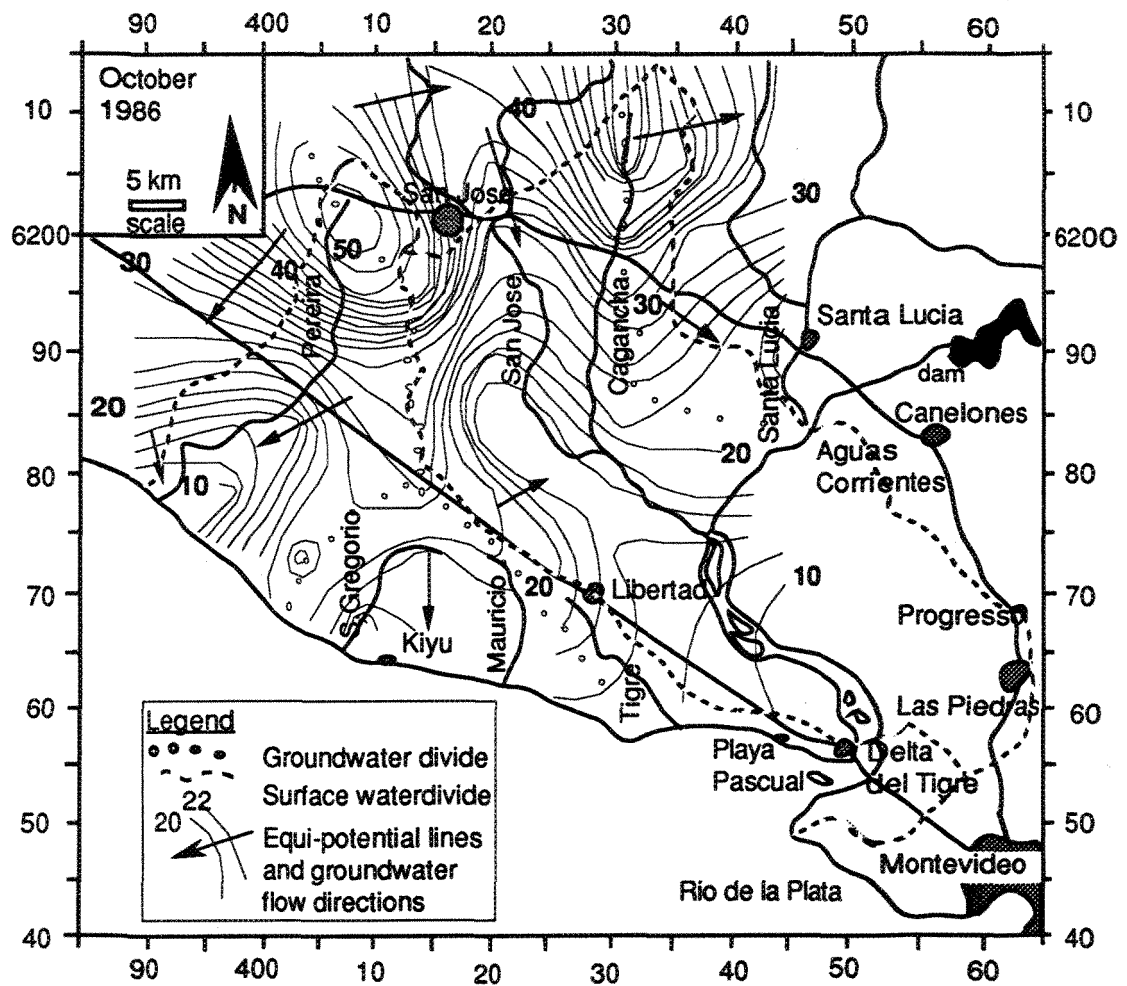 90 400 10 20 30 40 50 60
October
1986
5 km
scale
N
10
10
40
San Jose
30
6200
6200
50
30
40
30
Pereira
San Jose
Cagancha
Santa Lucia
Santa Lucia
90
90
dam
20
Canelones
20
Aguas
Corrientes
80
80
10
S. Gregorio
Mauricio
20
Libertad
10
70
70
Progresso
Kiyu
Tigre
60
60
Las Piedras
Legend
Groundwater divide
Surface waterdivide
22
20
Equi-potential lines
and groundwater
flow directions
Playa
Pascual
Delta
del Tigre
50
50
Montevideo
Rio de la Plata
40
40
90 400 10 20 30 40 50 60